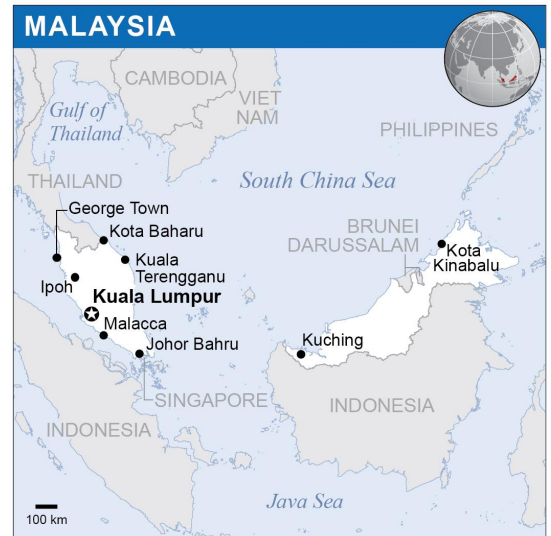 MALAYSIA
CAMBODIA
VIET
NAM
Gulf of
Thailand
PHILIPPINES
THAILAND
South China Sea
George Town
Kota Baharu
BRUNEI
DARUSSALAM
Kota
Kinabalu
Kuala
Terengganu
Ipoh
Kuala Lumpur
Malacca
Johor Bahru
Kuching
SINGAPORE
INDONESIA
INDONESIA
Java Sea
100 km